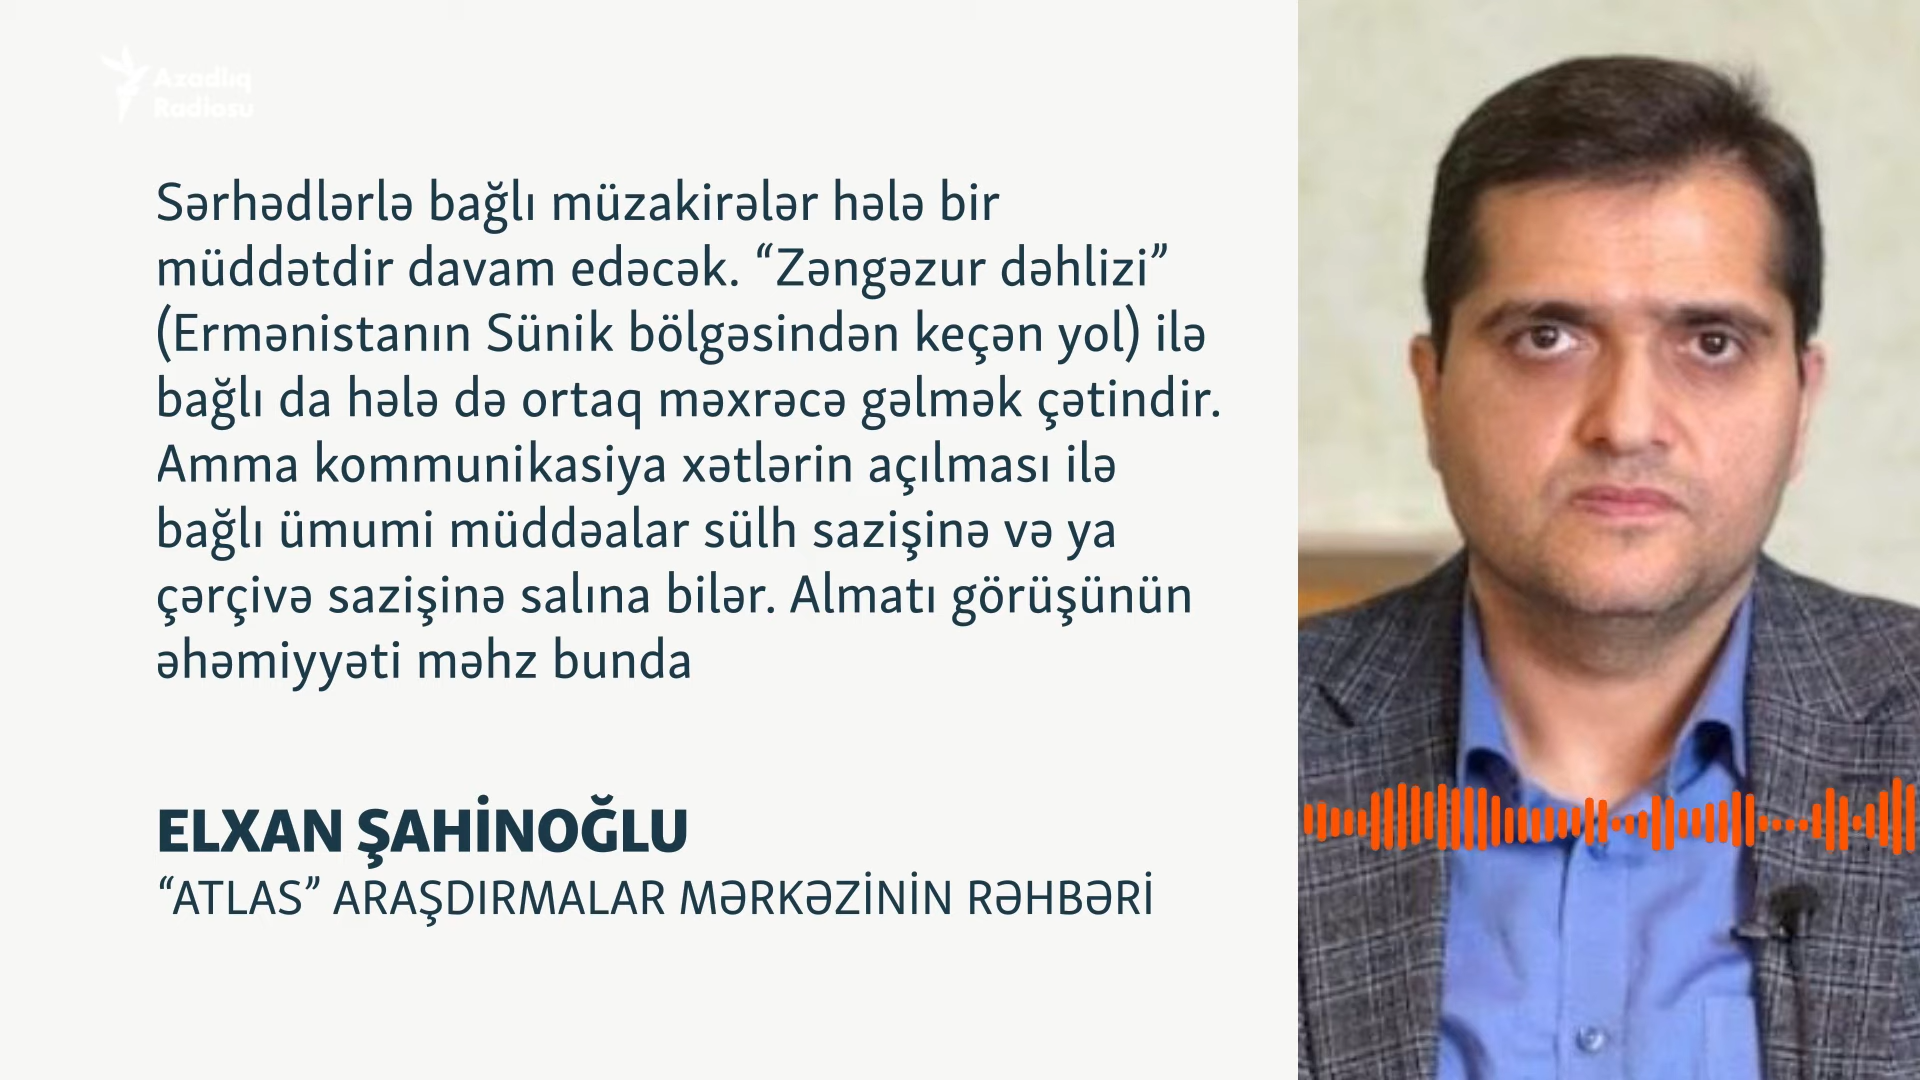 Azadlıq
Radiosu
Sərhədlərlə bağlı müzakirələr hələ bir
müddətdir davam edəcək. “Zəngəzur dəhlizi”
(Ermənistanın Sünik bölgəsindən keçən yol) ilə
bağlı da hələ də ortaq məxrəcə gəlmək çətindir.
Amma kommunikasiya xətlərin açılması ilə
bağlı ümumi müddəalar sülh sazişinə və ya
çərçivə sazişinə salına bilər. Almatı görüşünün
əhəmiyyəti məhz bunda
ELXAN ŞAHİNOĞLU
“ATLAS” ARAŞDIRMALAR MƏRKƏZİNİN RƏHBƏRİ